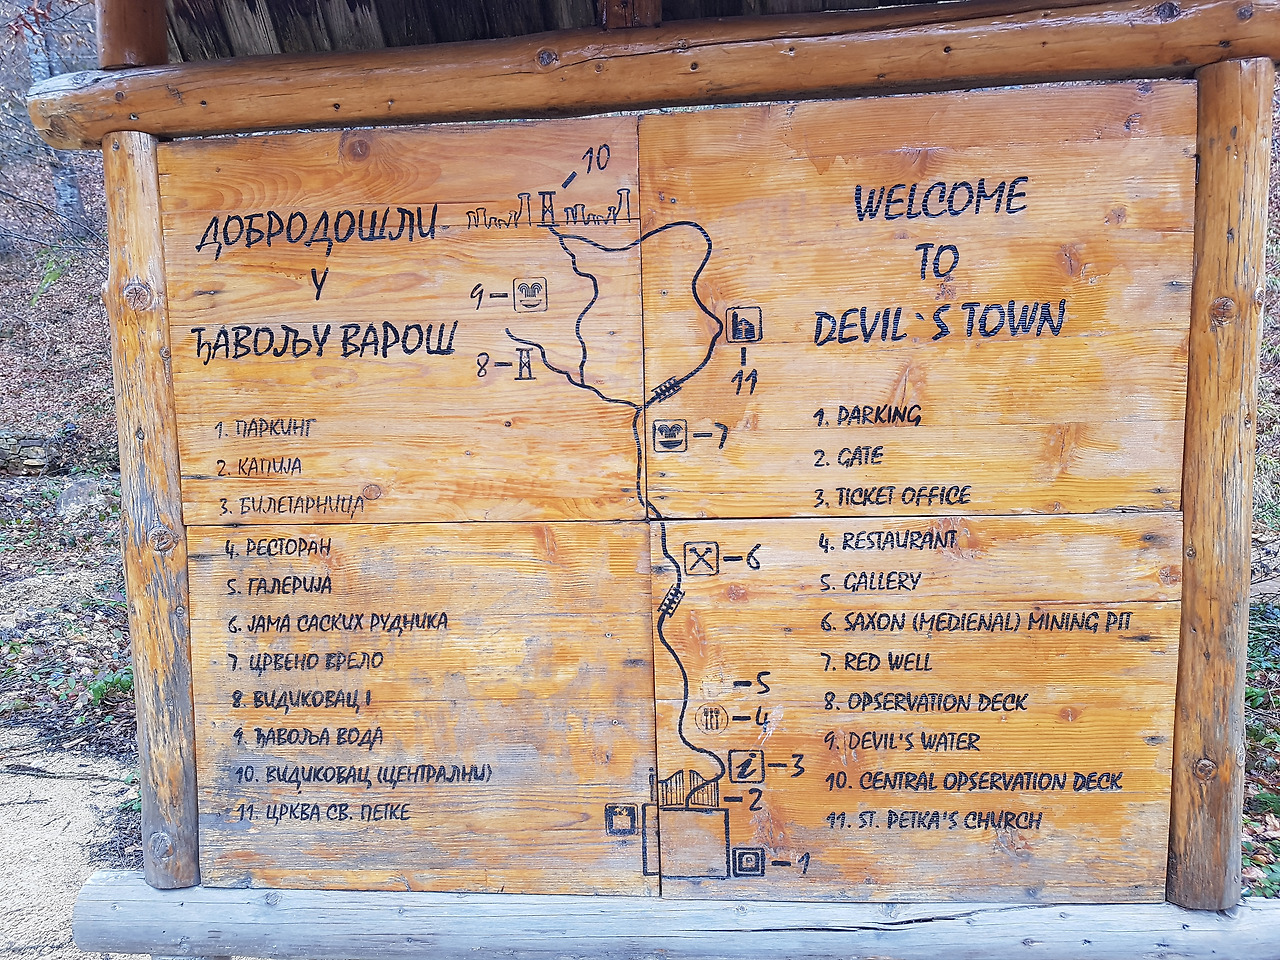 ДОБРОДОШЛИ
У
ЂАВОЉУ ВАРОШ
1. ПАРКИНГ
2. КАПИЈА
3. БИЛЕТАРНИЦА
4. РЕСТОРАН
5. ГАЛЕРИЈА
6. ЈАМА САСКИХ РУДНИКА
7. ЦРВЕНО ВРЕЛО
8. ВИДИКОВАЦ I
9. ЂАВОЉА ВОДА
10. ВИДИКОВАЦ (ЦЕНТРАЛНИ)
11. ЦРКВА СВ. ПЕТКЕ
10
9
8
11
7
6
5
4
i
3
2
P
1
WELCOME
TO
DEVIL`S TOWN
1. PARKING
2. GATE
3. TICKET OFFICE
4. RESTAURANT
5. GALLERY
6. SAXON (MEDIENAL) MINING PIT
7. RED WELL
8. OPSERVATION DECK
9. DEVIL'S WATER
10. CENTRAL OPSERVATION DECK
11. ST. PETKA'S CHURCH